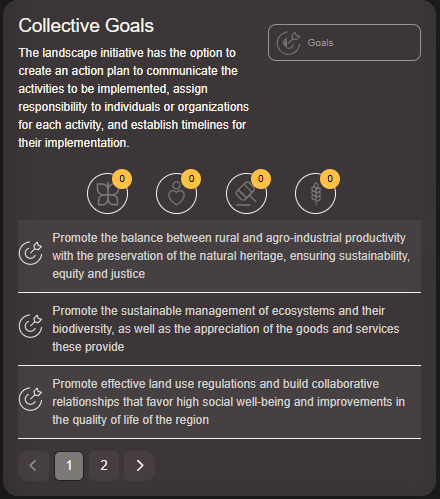 Collective Goals
Goals
The landscape initiative has the option to
create an action plan to communicate the
activities to be implemented, assign
responsibility to individuals or organizations
for each activity, and establish timelines for
their implementation.
0 0 0 0
Promote the balance between rural and agro-industrial productivity
with the preservation of the natural heritage, ensuring sustainability,
equity and justice
Promote the sustainable management of ecosystems and their
biodiversity, as well as the appreciation of the goods and services
these provide
Promote effective land use regulations and build collaborative
relationships that favor high social well-being and improvements in
the quality of life of the region
1 2